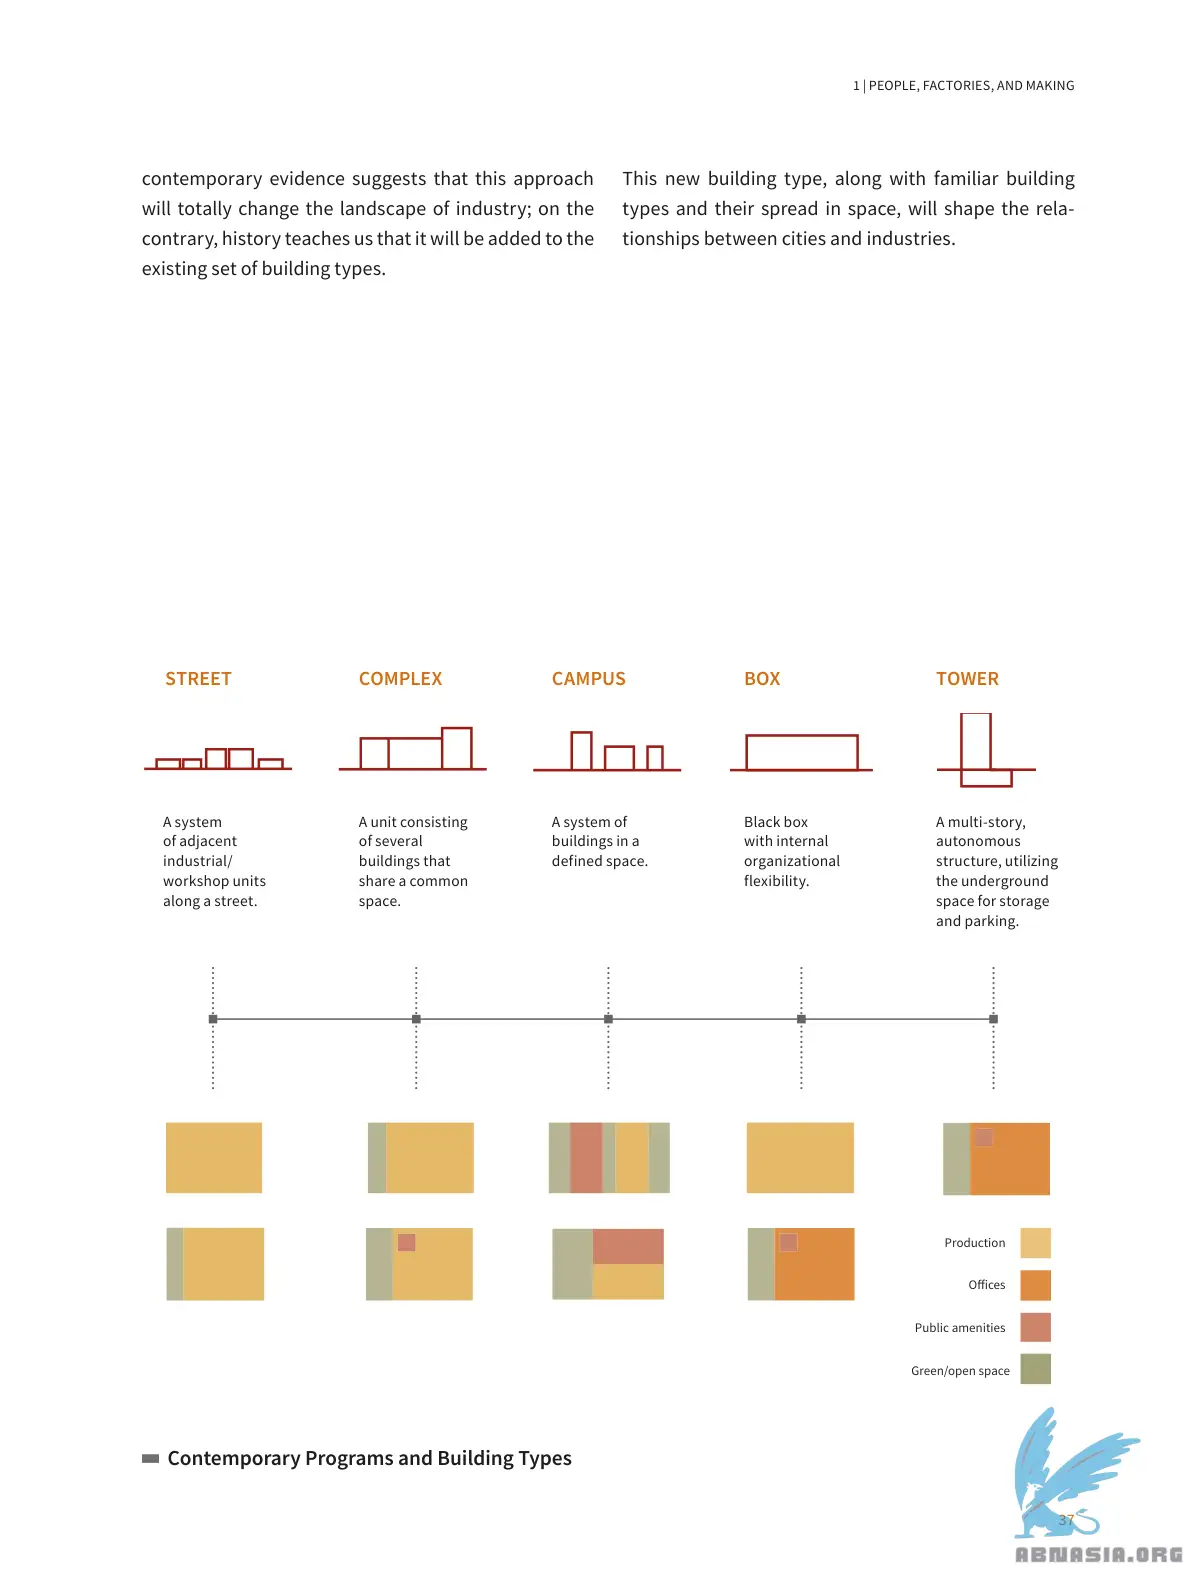 1 | PEOPLE, FACTORIES, AND MAKING
contemporary evidence suggests that this approach
will totally change the landscape of industry; on the
contrary, history teaches us that it will be added to the
existing set of building types.
This new building type, along with familiar building
types and their spread in space, will shape the rela-
tionships between cities and industries.
STREET
COMPLEX
CAMPUS
BOX
TOWER
A system
of adjacent
industrial/
workshop units
along a street.
A unit consisting
of several
buildings that
share a common
space.
A system of
buildings in a
defined space.
Black box
with internal
organizational
flexibility.
A multi-story,
autonomous
structure, utilizing
the underground
space for storage
and parking.
Production
Offices
Public amenities
Green/open space
Contemporary Programs and Building Types
37
ABNASIA.ORG